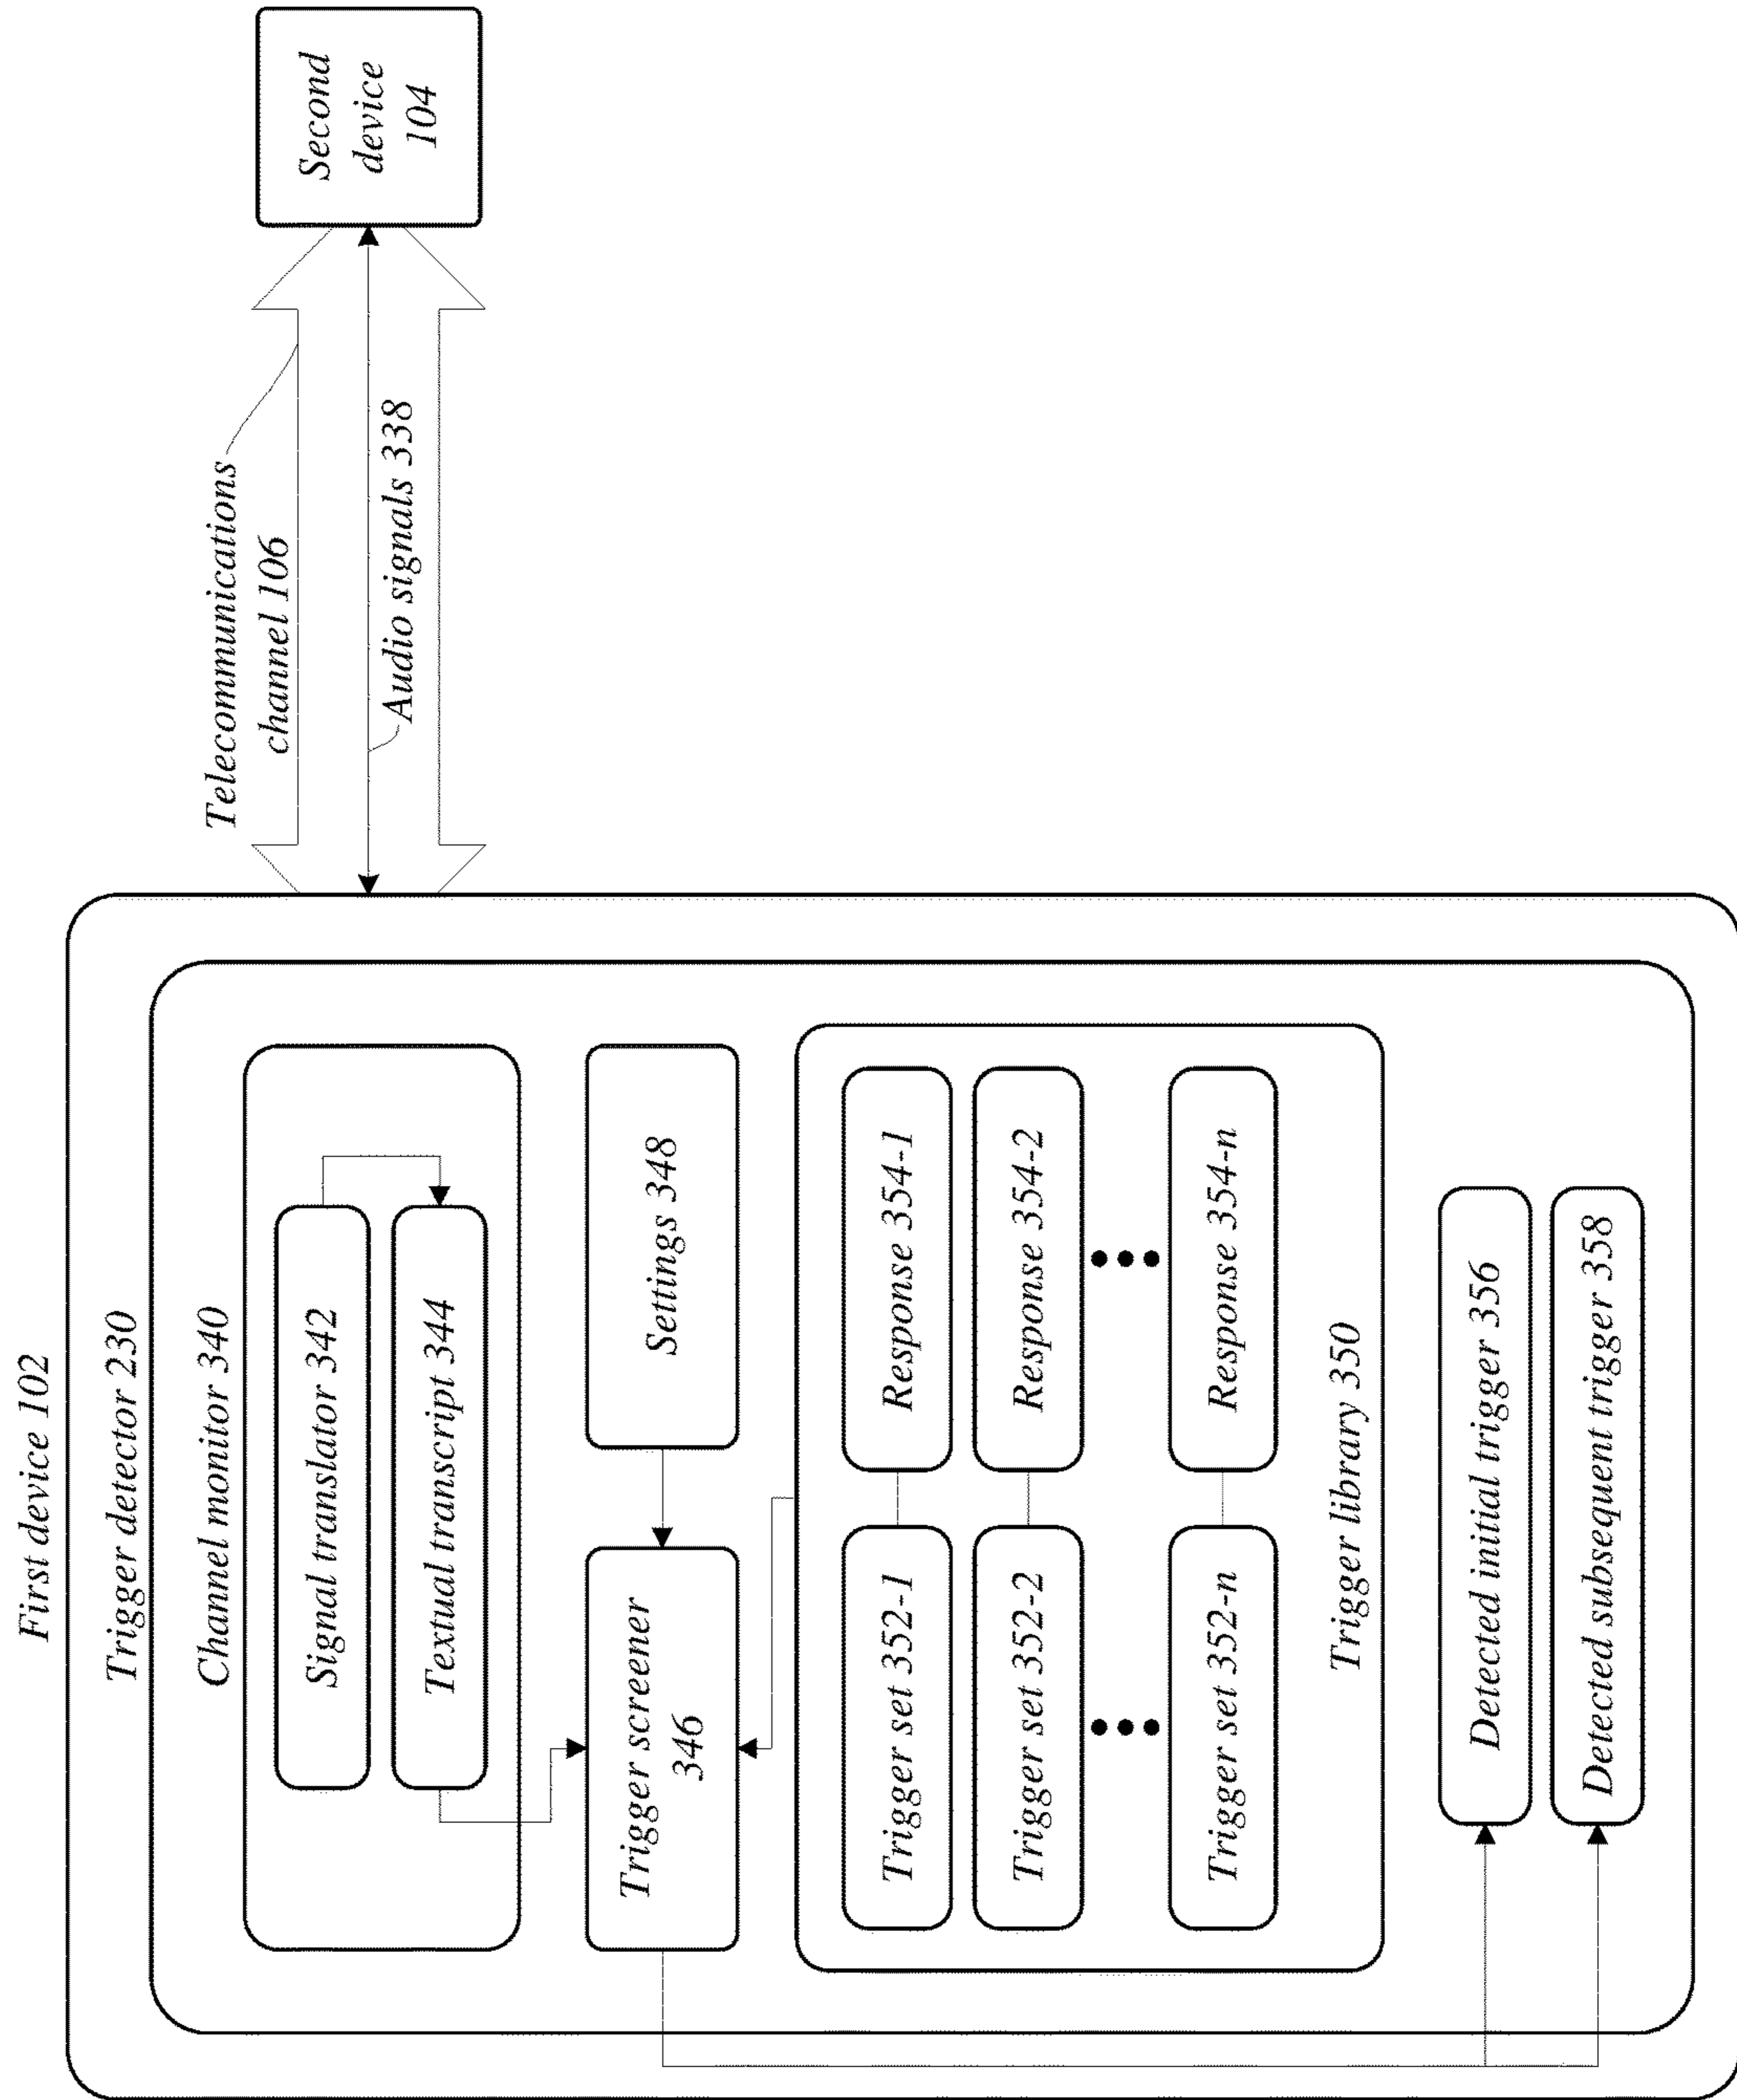 First device 102
Trigger detector 230
Channel monitor 340
Signal translator 342
Textual transcript 344
Trigger screener
346
Settings 348
Trigger set 352-1
Response 354-1
Trigger set 352-2
Response 354-2
Trigger set 352-n
Response 354-n
Trigger library 350
Detected initial trigger 356
Detected subsequent trigger 358
Telecommunications
channel 106
Audio signals 338
Second
device
104